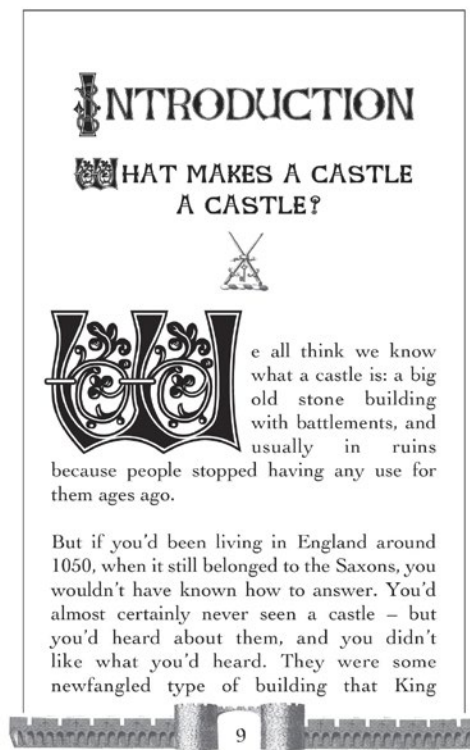 INTRODUCTION
WHAT MAKES A CASTLE
A CASTLE?
We all think we know
what a castle is: a big
old stone building
with battlements, and
usually in ruins
because people stopped having any use for
them ages ago.
But if you'd been living in England around
1050, when it still belonged to the Saxons, you
wouldn't have known how to answer. You'd
almost certainly never seen a castle – but
you'd heard about them, and you didn't
like what you'd heard. They were some
newfangled type of building that King
9